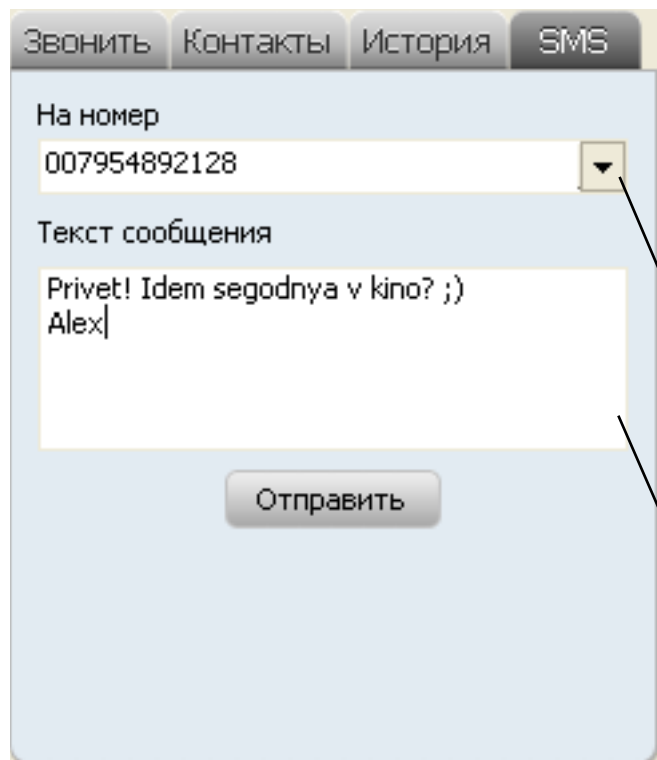 Звонить Контакты История SMS
На номер
007954892128
Текст сообщения
Privet! Idem segodnya v kino? ;)
Alex
Отправить